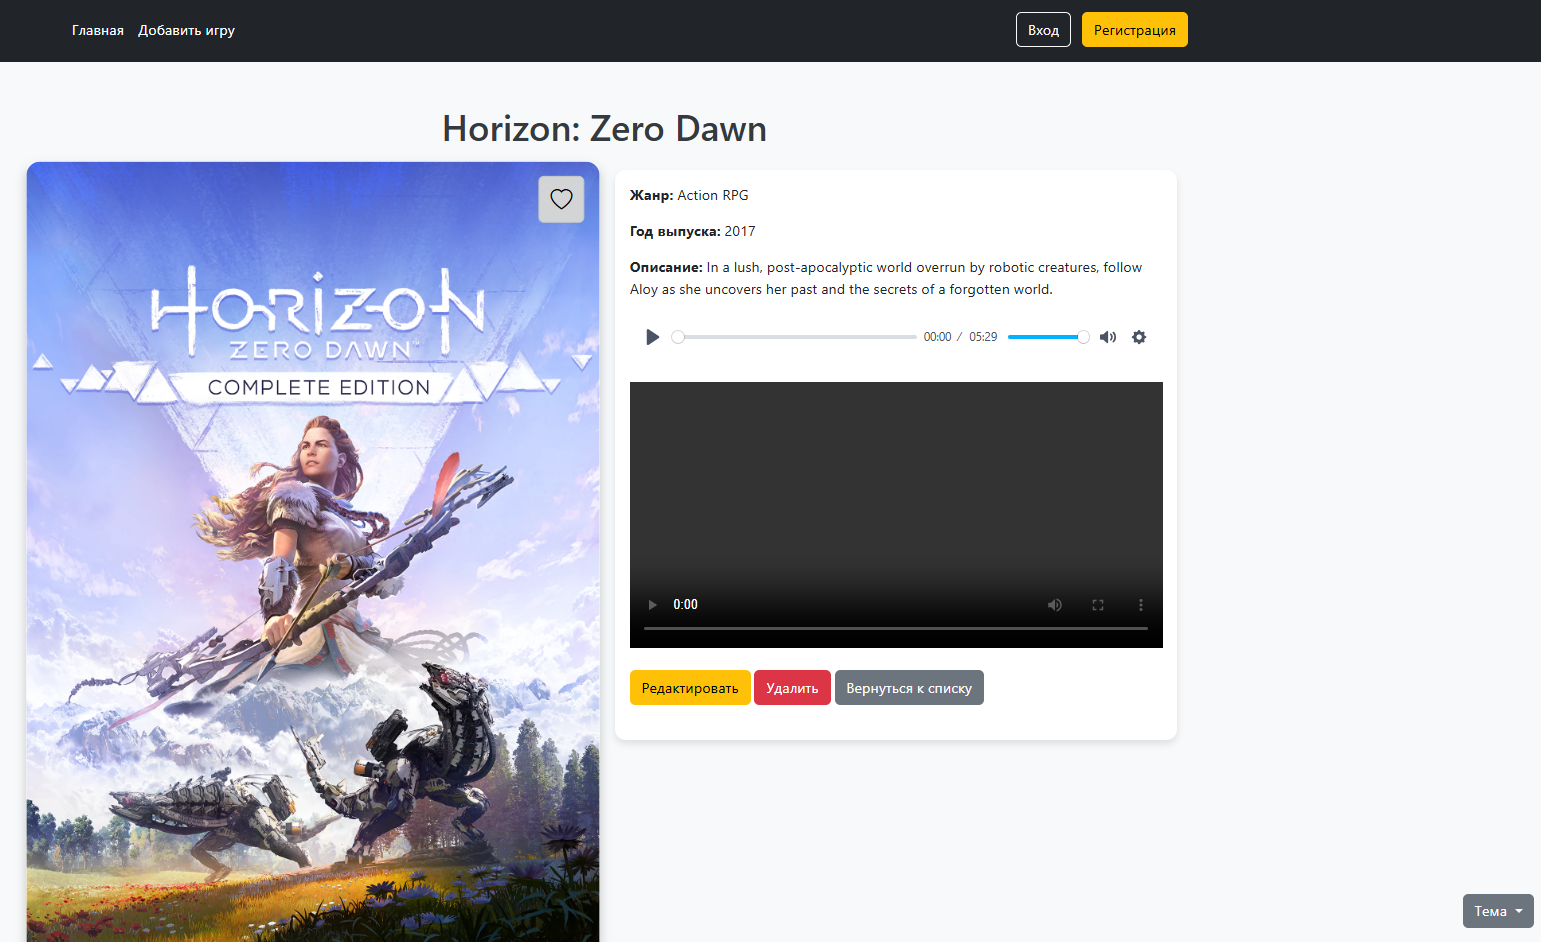 Главная Добавить игру Вход Регистрация
Horizon: Zero Dawn
HORIZON
ZERO DAWN™
COMPLETE EDITION
Жанр: Action RPG
Год выпуска: 2017
Описание: In a lush, post-apocalyptic world overrun by robotic creatures, follow
Aloy as she uncovers her past and the secrets of a forgotten world.
00:00 / 05:29
0:00
Редактировать Удалить Вернуться к списку
Тема